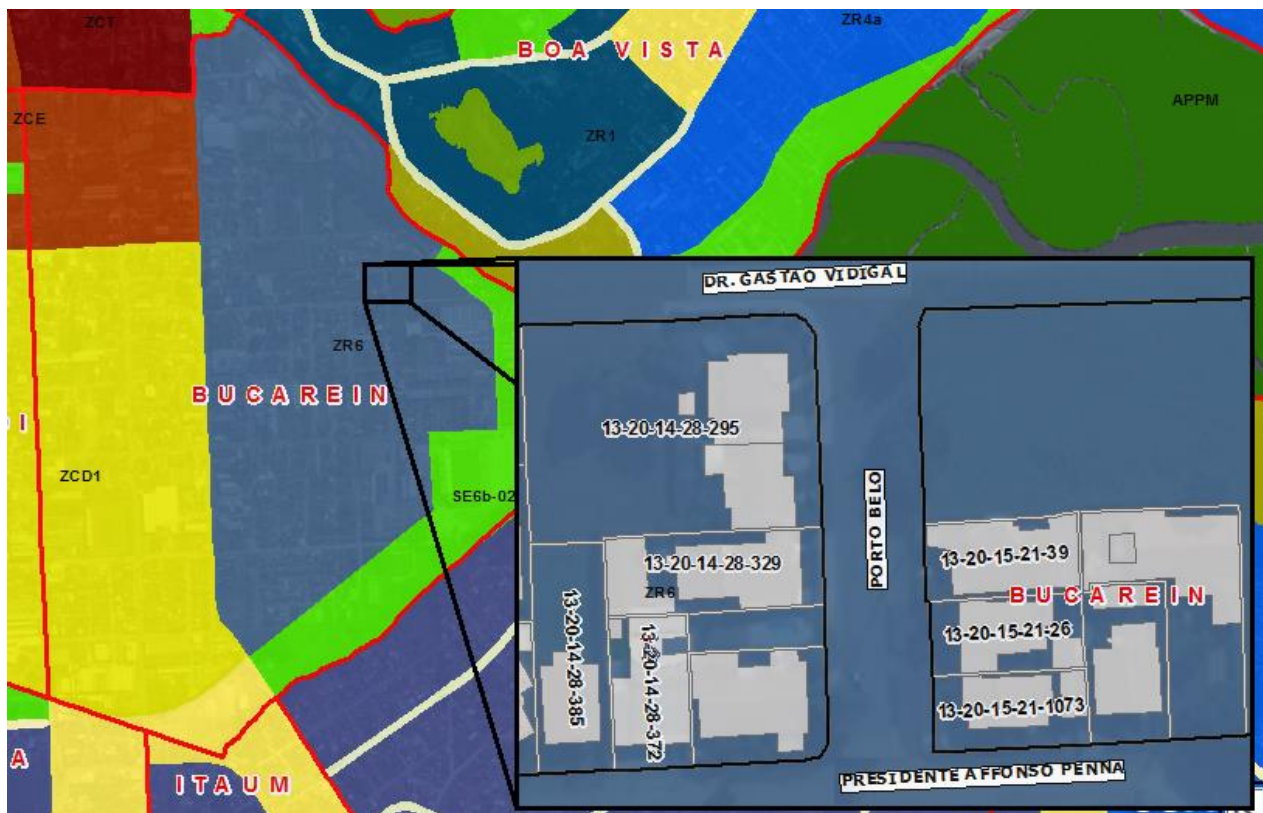 ZCT
BOA VISTA
ZR4a
APPM
ZCE
ZR1
DR. GASTÃO VIDIGAL
ZR6
BUCAREIN
I
13-20-14-28-295
ZCD1
SE6b-02
PORTO BELO
13-20-15-21-39
13-20-14-28-329
ZR6
BUCAREIN
13-20-14-28-385
13-20-14-28-372
13-20-15-21-26
13-20-15-21-1073
A
ITAUM
PRESIDENTE AFFONSO PENNA